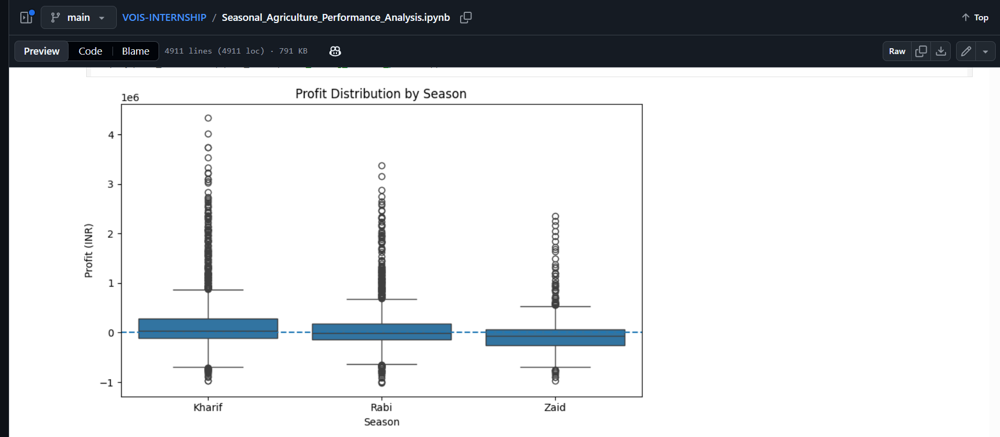 main
VOIS-INTERNSHIP / Seasonal_Agriculture_Performance_Analysis.ipynb
Top
Preview Code Blame 4911 lines (4911 loc) · 791 KB
Raw
Profit Distribution by Season
1e6
4
3
2
1
0
−1
Profit (INR)
Kharif Rabi Zaid
Season